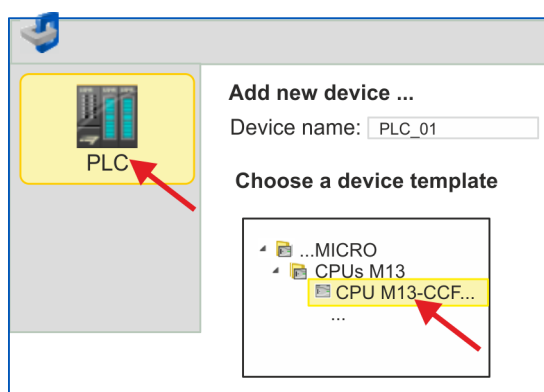 PLC
Add new device ...
Device name: PLC_01
Choose a device template
...MICRO
CPUs M13
CPU M13-CCF...
...